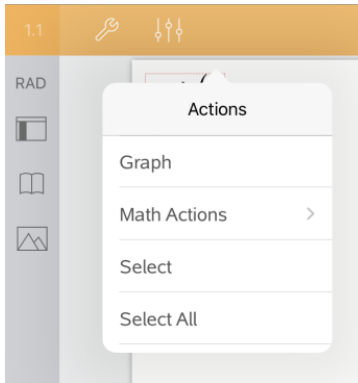 1.1
RAD
Actions
Graph
Math Actions
Select
Select All